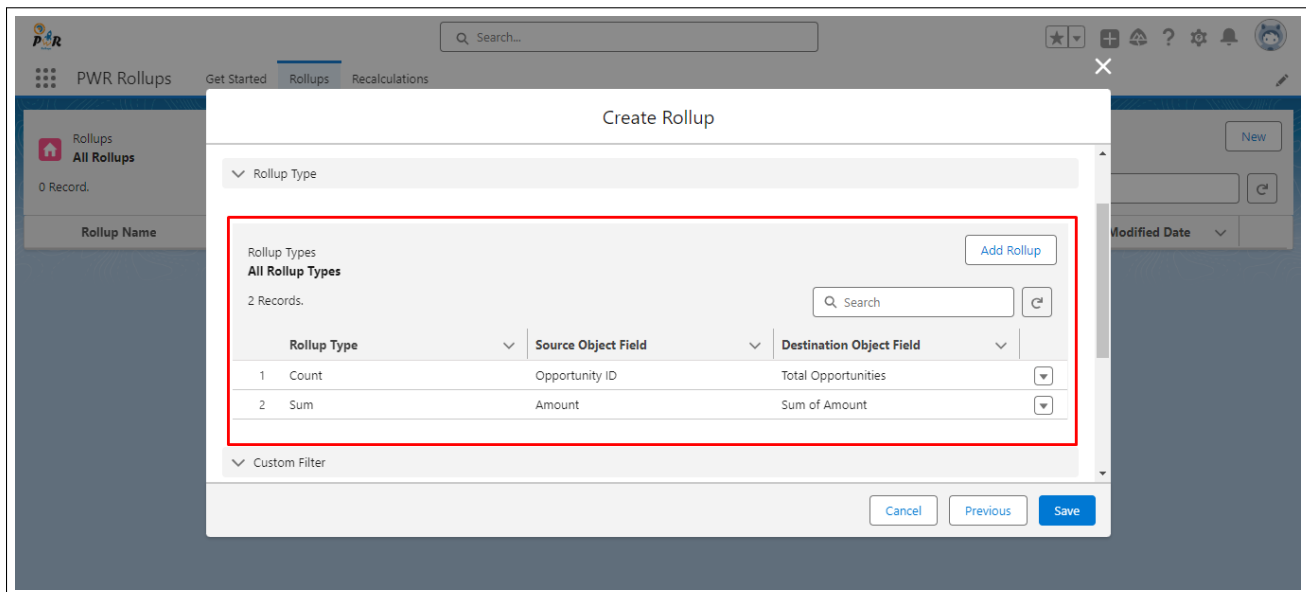 PWR
Search...
PWR Rollups Get Started Rollups Recalculations
Create Rollup
Rollups
All Rollups
New
0 Record.
Rollup Type
Rollup Name
Modified Date
Rollup Types
All Rollup Types
Add Rollup
2 Records.
Search
Rollup Type Source Object Field Destination Object Field
1 Count Opportunity ID Total Opportunities
2 Sum Amount Sum of Amount
Custom Filter
Cancel Previous Save